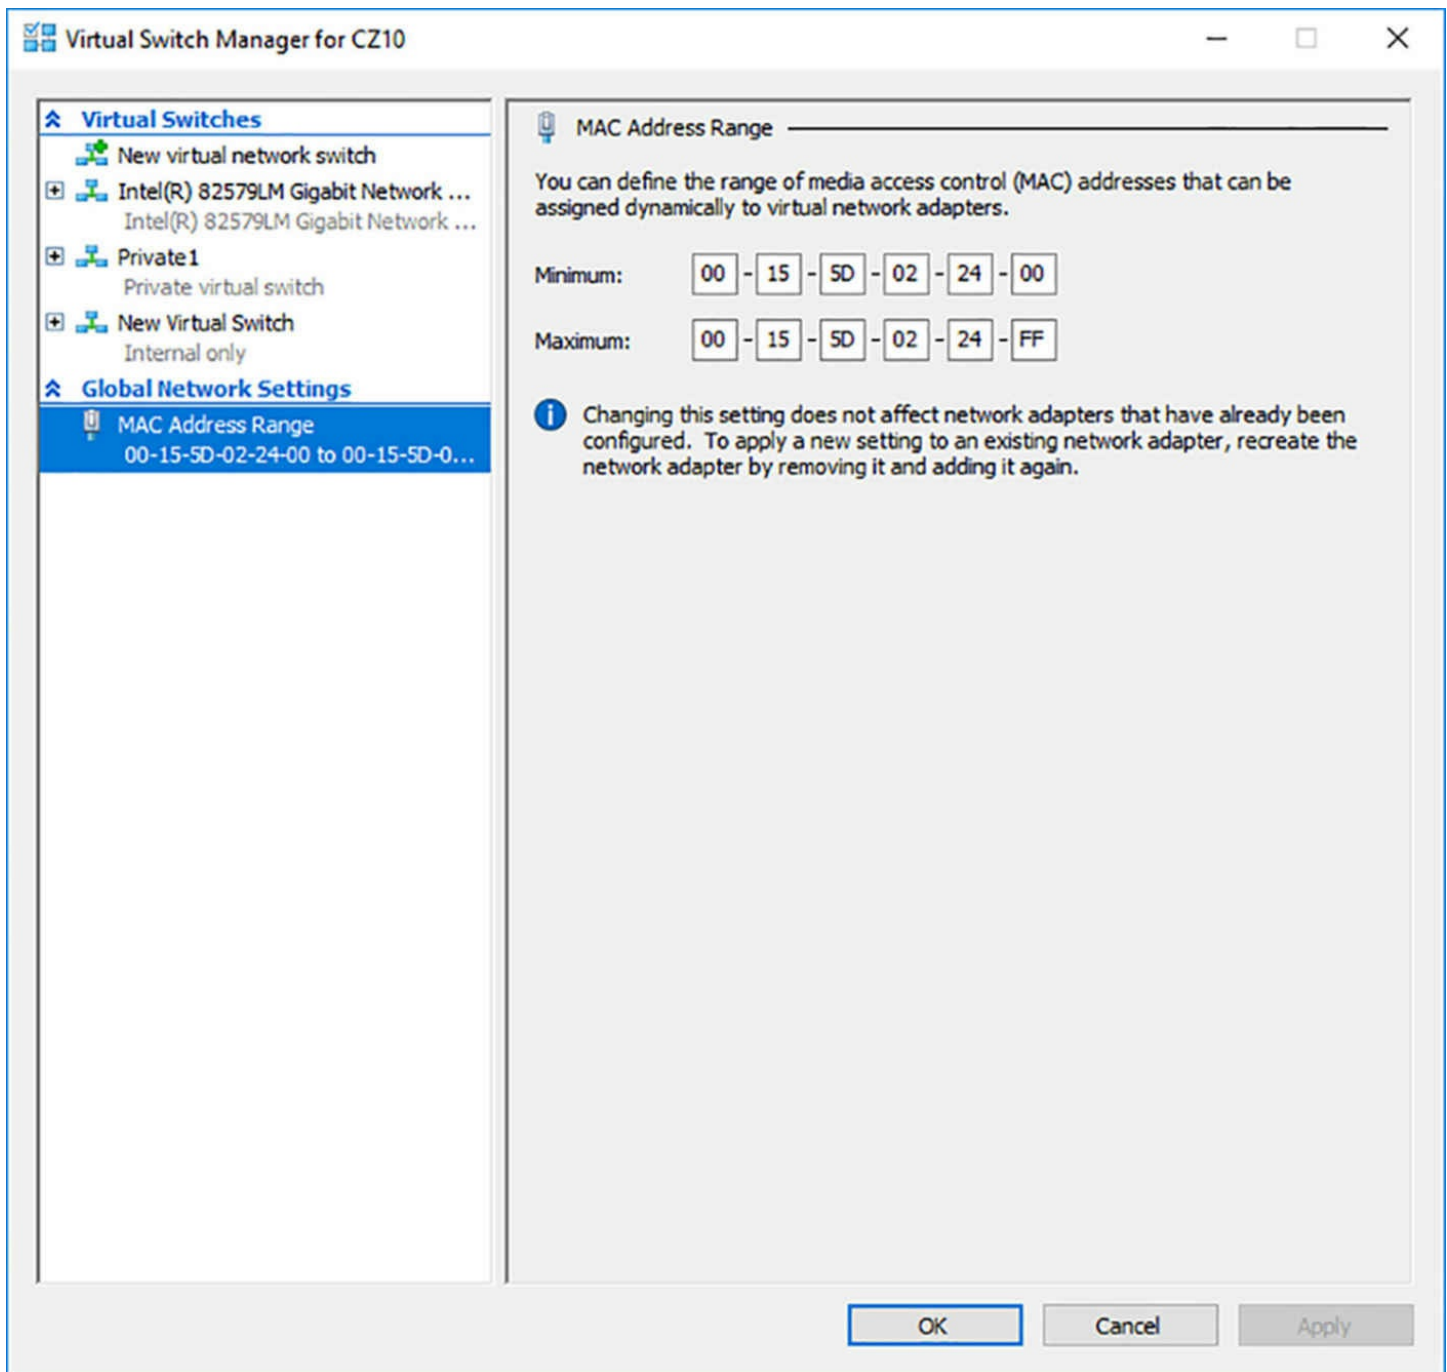 Virtual Switch Manager for CZ10
Virtual Switches
New virtual network switch
Intel(R) 82579LM Gigabit Network ...
Intel(R) 82579LM Gigabit Network ...
Private1
Private virtual switch
New Virtual Switch
Internal only
Global Network Settings
MAC Address Range
00-15-5D-02-24-00 to 00-15-5D-0...
MAC Address Range
You can define the range of media access control (MAC) addresses that can be
assigned dynamically to virtual network adapters.
Minimum: 00 - 15 - 5D - 02 - 24 - 00
Maximum: 00 - 15 - 5D - 02 - 24 - FF
Changing this setting does not affect network adapters that have already been
configured. To apply a new setting to an existing network adapter, recreate the
network adapter by removing it and adding it again.
OK Cancel Apply